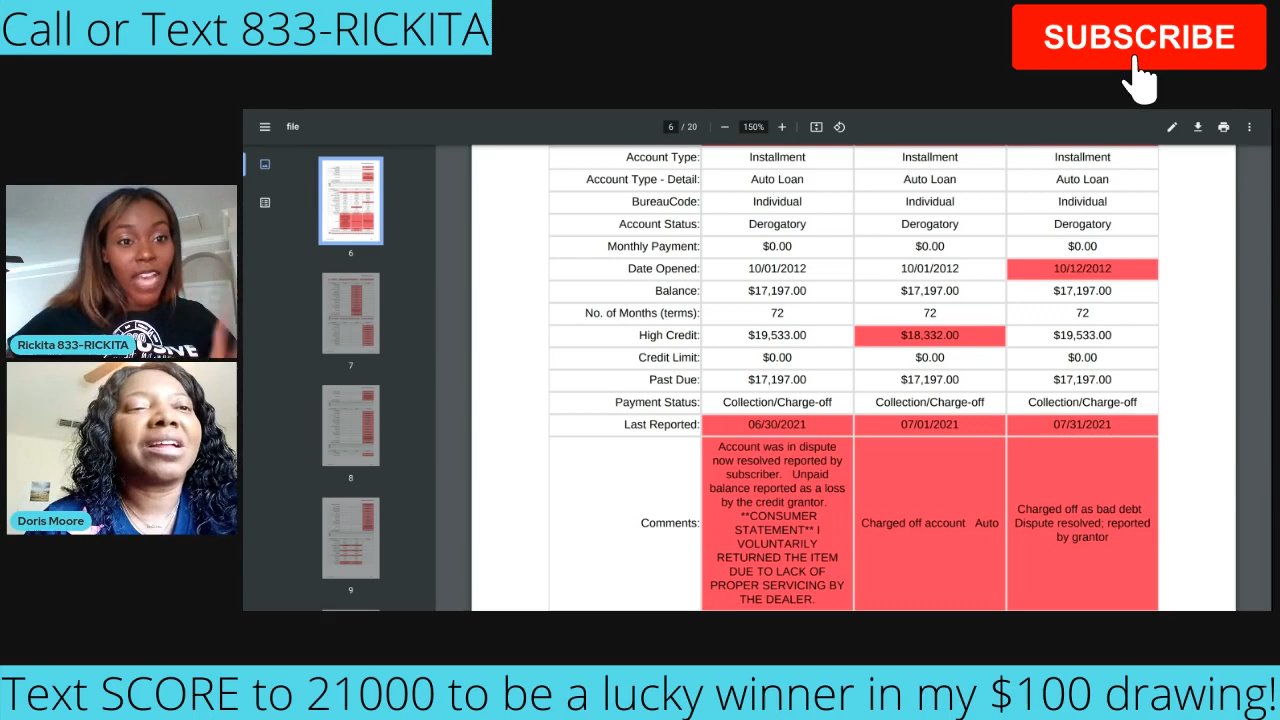 Call or Text 833-RICKITA
SUBSCRIBE
file
6 / 20
150%
6
7
8
9
Account Type: Installment Installment Installment
Account Type - Detail: Auto Loan Auto Loan Auto Loan
BureauCode: Individual Individual Individual
Account Status: Derogatory Derogatory Derogatory
Monthly Payment: $0.00 $0.00 $0.00
Date Opened: 10/01/2012 10/01/2012 10/12/2012
Balance: $17,197.00 $17,197.00 $17,197.00
No. of Months (terms): 72 72 72
High Credit: $19,533.00 $18,332.00 $19,533.00
Credit Limit: $0.00 $0.00 $0.00
Past Due: $17,197.00 $17,197.00 $17,197.00
Payment Status: Collection/Charge-off Collection/Charge-off Collection/Charge-off
Last Reported: 06/30/2021 07/01/2021 07/31/2021
Comments:
Account was in dispute
now resolved reported by
subscriber. Unpaid
balance reported as a loss
by the credit grantor.
**CONSUMER
STATEMENT** I
VOLUNTARILY
RETURNED THE ITEM
DUE TO LACK OF
PROPER SERVICING BY
THE DEALER.
Charged off account Auto
Charged off as bad debt
Dispute resolved; reported
by grantor
Rickita 833-RICKITA
Doris Moore
Text SCORE to 21000 to be a lucky winner in my $100 drawing!